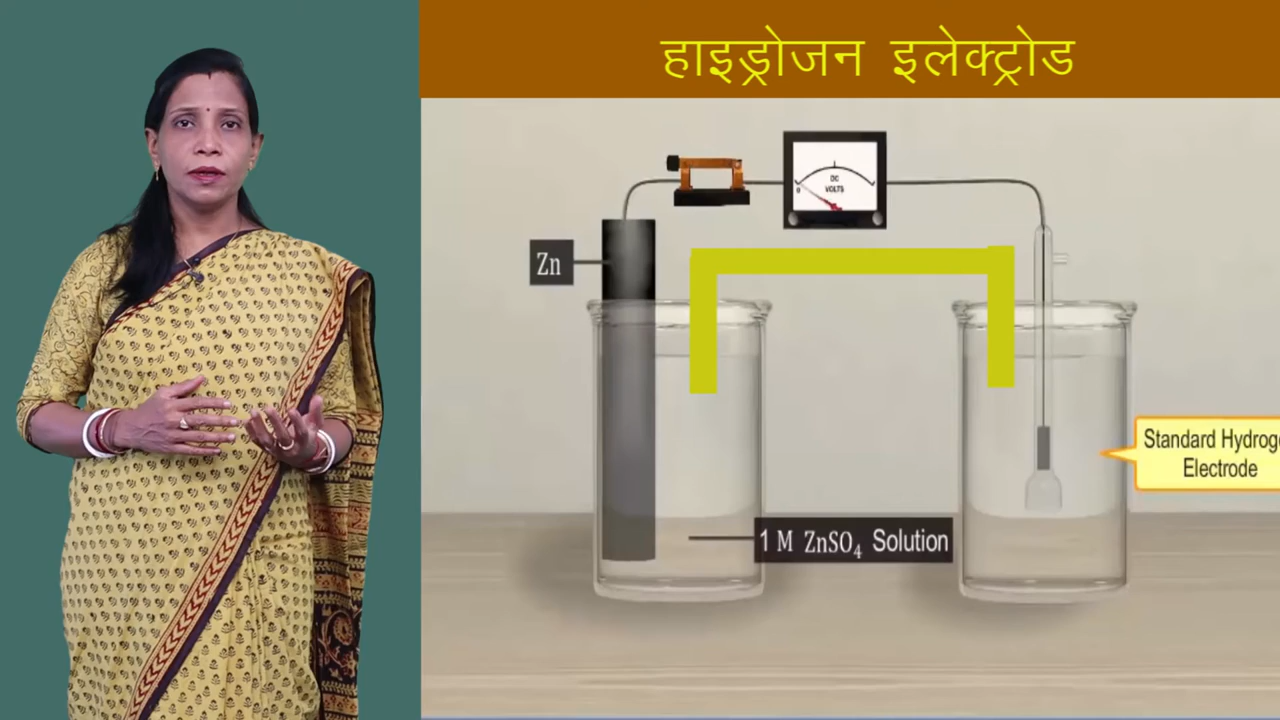 हाइड्रोजन इलेक्ट्रोड
DC
VOLTS
0
Zn
Standard Hydroge
Electrode
1 M ZnSO₄ Solution